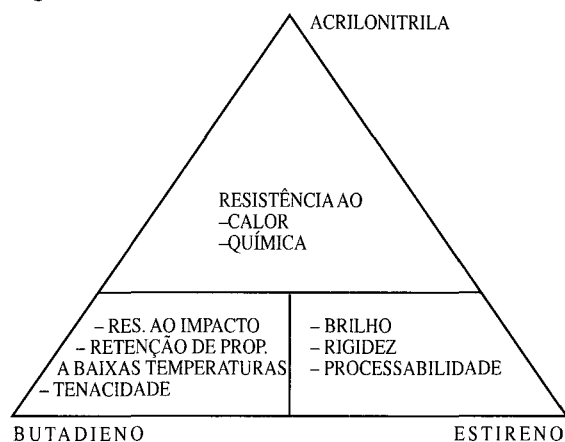 ACRILONITRILA
RESISTÊNCIA AO
–CALOR
–QUÍMICA
– RES. AO IMPACTO
– RETENÇÃO DE PROP.
A BAIXAS TEMPERATURAS
– TENACIDADE
– BRILHO
– RIGIDEZ
– PROCESSABILIDADE
BUTADIENO
ESTIRENO